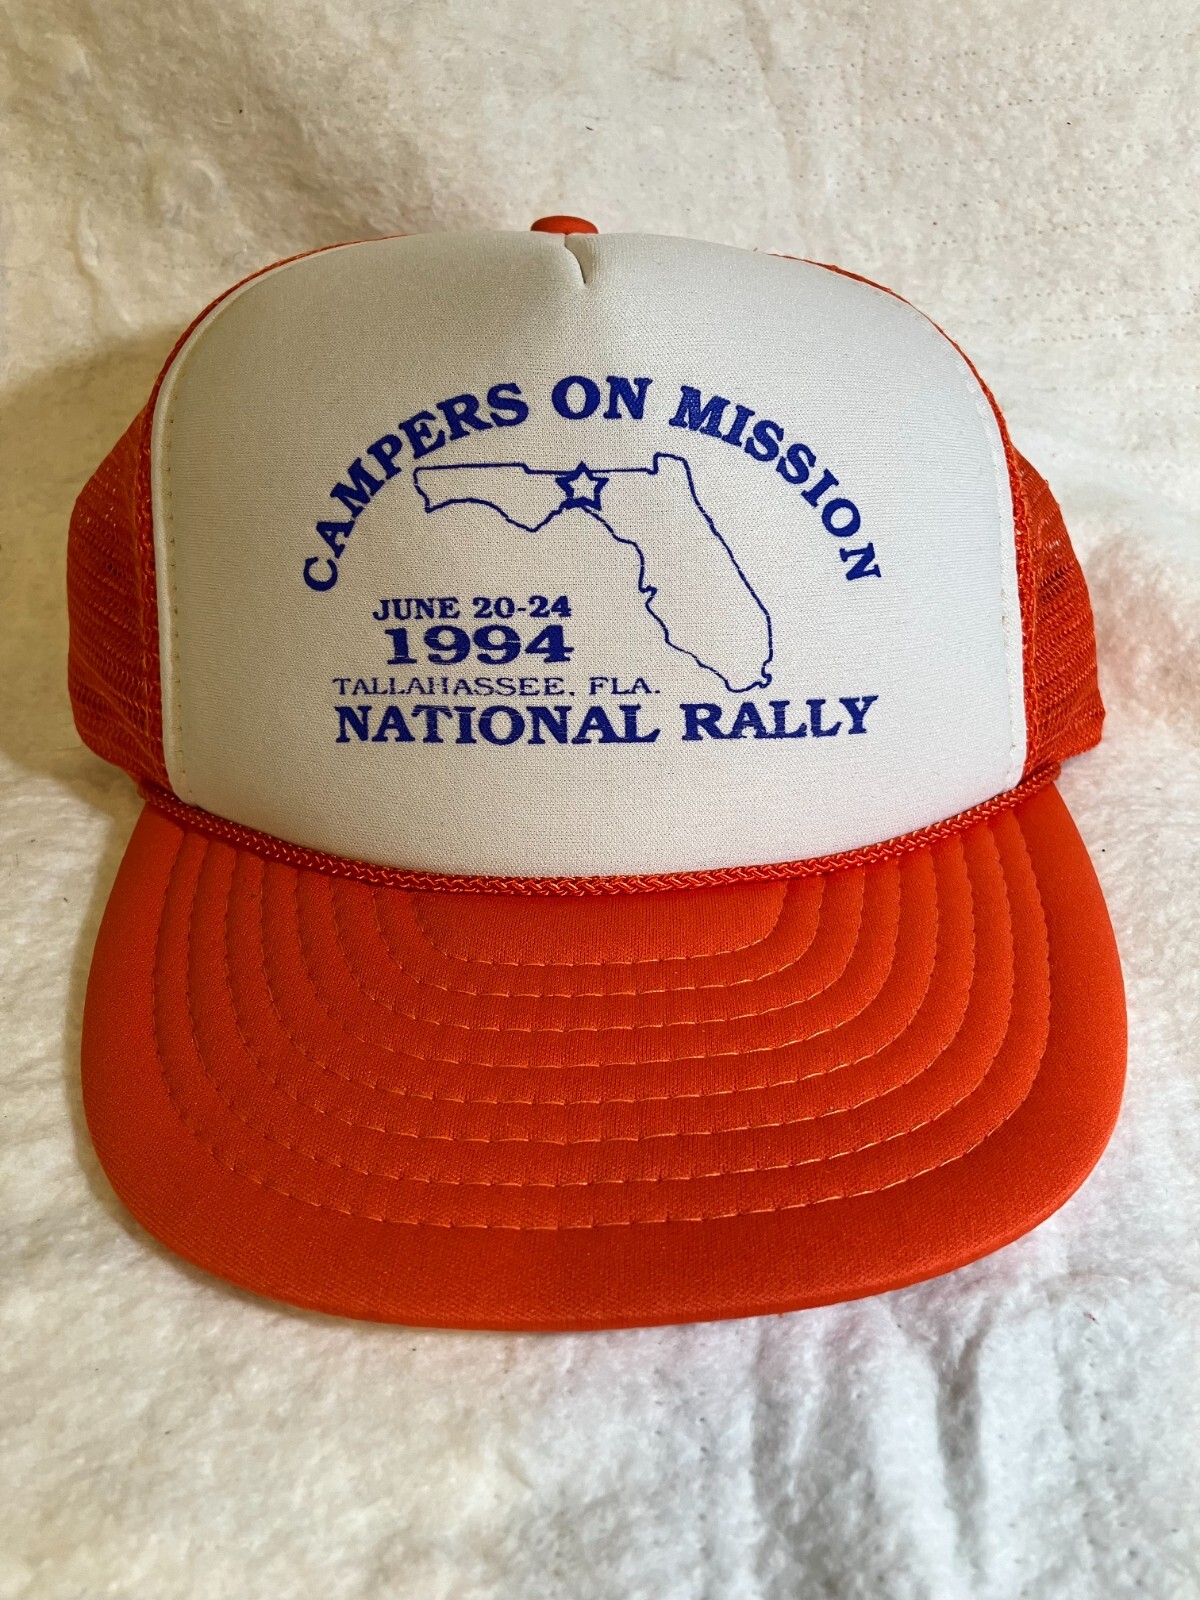 CAMPERS ON MISSION
JUNE 20-24
1994
TALLAHASSEE, FLA.
NATIONAL RALLY